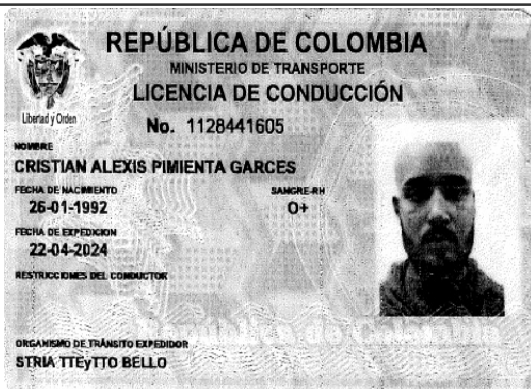 REPÚBLICA DE COLOMBIA
MINISTERIO DE TRANSPORTE
LICENCIA DE CONDUCCIÓN
Libertad y Orden
No. 1128441605
NOMBRE
CRISTIAN ALEXIS PIMIENTA GARCES
FECHA DE NACIMIENTO SANGRE-RH
26-01-1992 O+
FECHA DE EXPEDICION
22-04-2024
RESTRICCIONES DEL CONDUCTOR
República de Colombia
ORGANISMO DE TRÁNSITO EXPEDIDOR
STRIA TTEyTTO BELLO